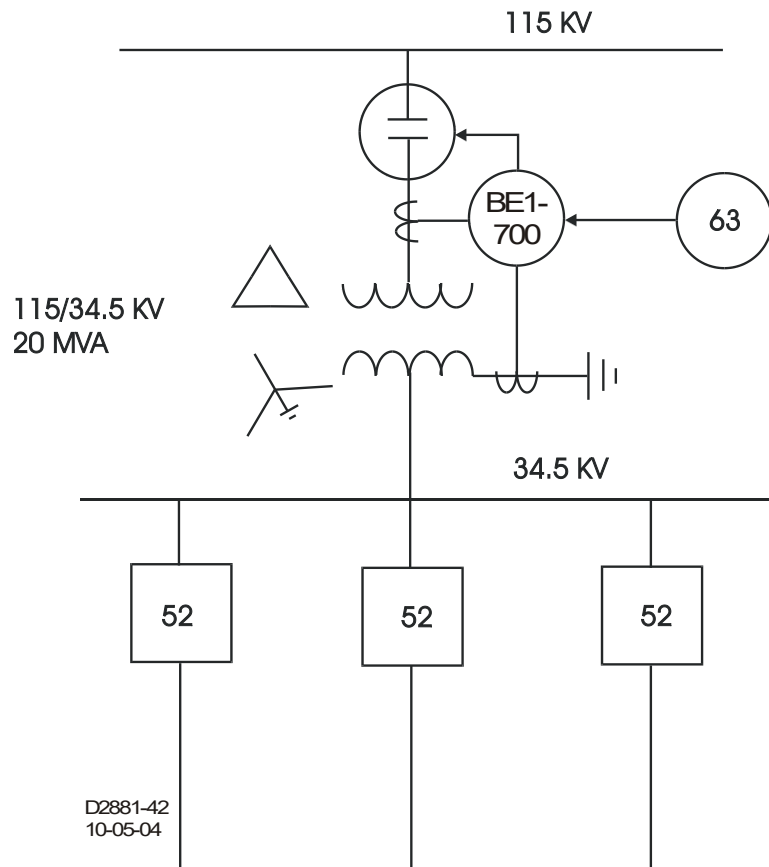 115 KV
BE1-
700
63
115/34.5 KV
20 MVA
34.5 KV
52
52
52
D2881-42
10-05-04